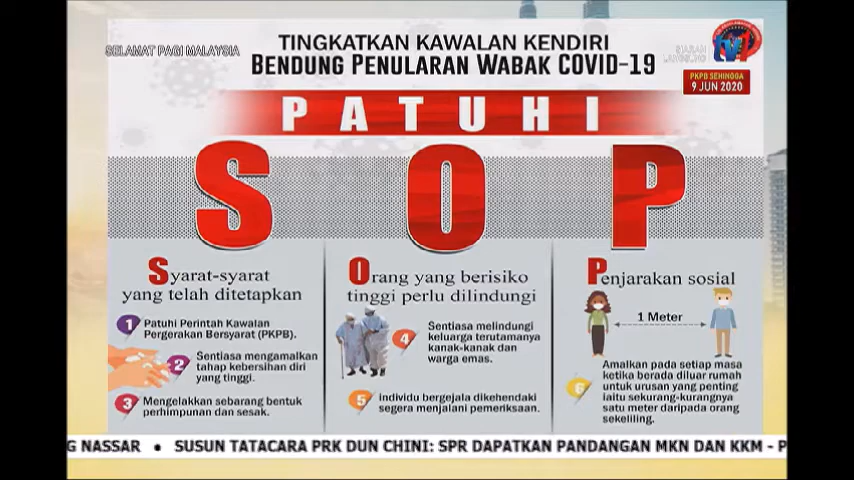 TINGKATKAN KAWALAN KENDIRI
BENDUNG PENULARAN WABAK COVID-19
SELAMAT PAGI MALAYSIA
SIARAN
LANGSUNG
tv1
PKPB SEHINGGA
9 JUN 2020
PATUHI
SOP
Syarat-syarat
yang telah ditetapkan
1 Patuhi Perintah Kawalan
Pergerakan Bersyarat (PKPB).
2 Sentiasa mengamalkan
tahap kebersihan diri
yang tinggi.
3 Mengelakkan sebarang bentuk
perhimpunan dan sesak.
Orang yang berisiko
tinggi perlu dilindungi
4 Sentiasa melindungi
keluarga terutamanya
kanak-kanak dan
warga emas.
5 Individu bergejala dikehendaki
segera menjalani pemeriksaan.
Penjarakan sosial
1 Meter
6 Amalkan pada setiap masa
ketika berada diluar rumah
untuk urusan yang penting
iaitu sekurang-kurangnya
satu meter daripada orang
sekeliling.
G NASSAR • SUSUN TATACARA PRK DUN CHINI: SPR DAPATKAN PANDANGAN MKN DAN KKM - P